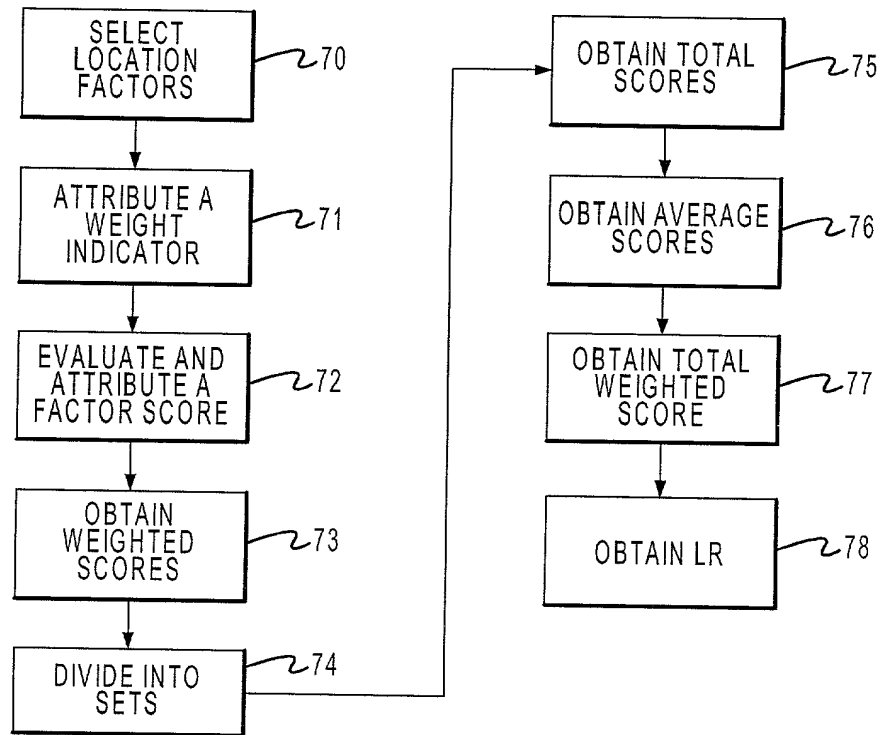 SELECT
LOCATION
FACTORS
70
ATTRIBUTE A
WEIGHT
INDICATOR
71
EVALUATE AND
ATTRIBUTE A
FACTOR SCORE
72
OBTAIN
WEIGHTED
SCORES
73
DIVIDE INTO
SETS
74
OBTAIN TOTAL
SCORES
75
OBTAIN AVERAGE
SCORES
76
OBTAIN TOTAL
WEIGHTED
SCORE
77
OBTAIN LR
78